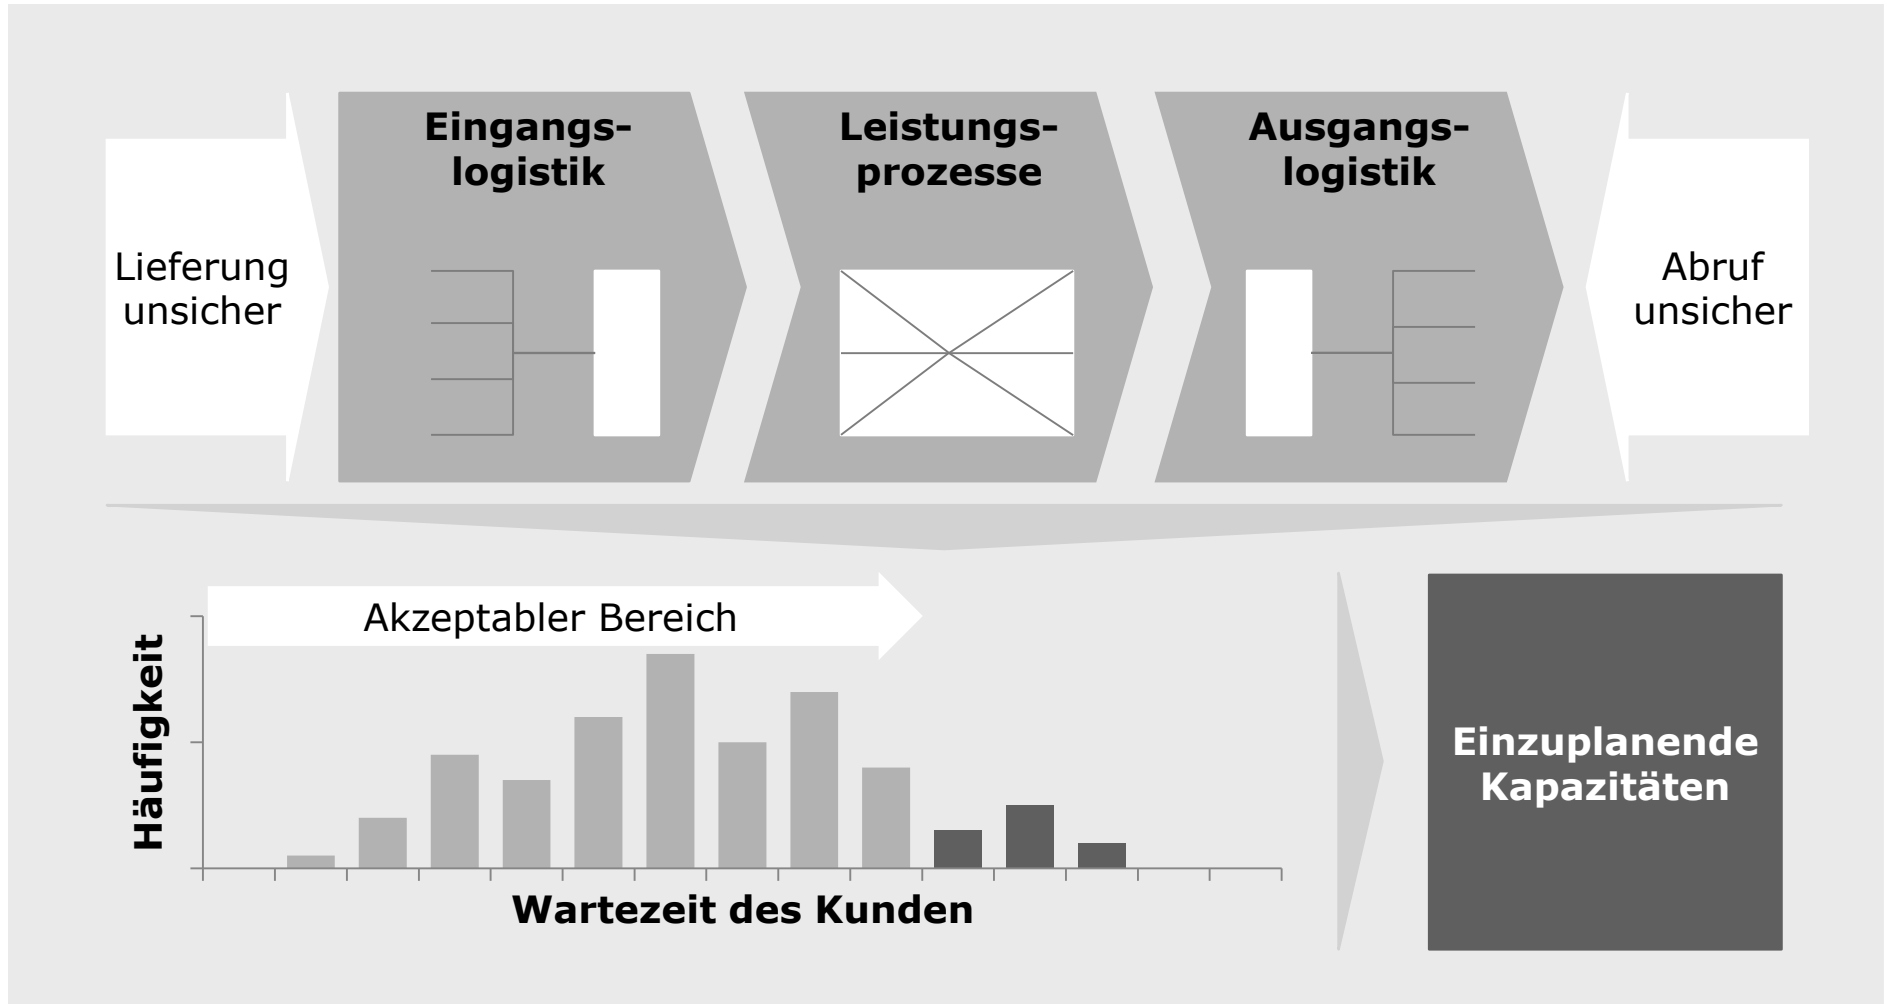 Eingangs-
logistik
Leistungs-
prozesse
Ausgangs-
logistik
Lieferung
unsicher
Abruf
unsicher
Akzeptabler Bereich
Häufigkeit
Wartezeit des Kunden
Einzuplanende
Kapazitäten